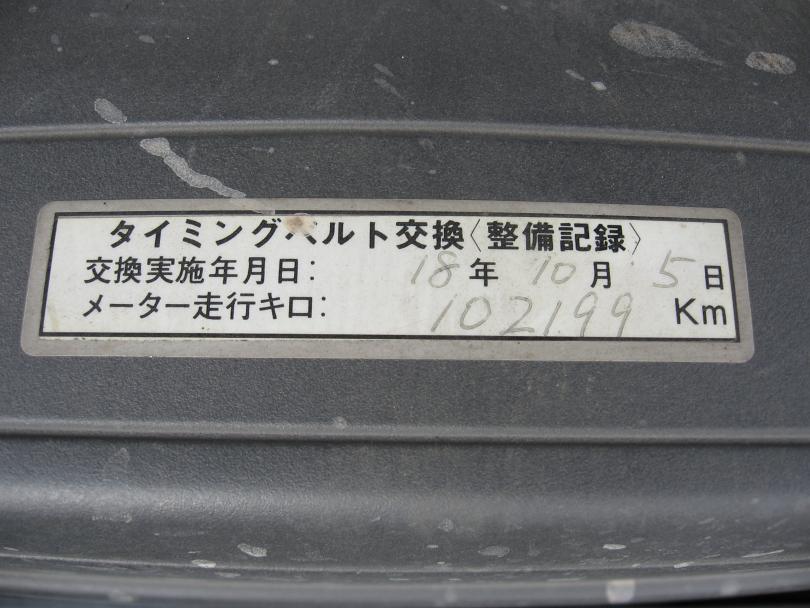 タイミングベルト交換〈整備記録〉
交換実施年月日: 18年 10月 5日
メーター走行キロ: 102199 Km